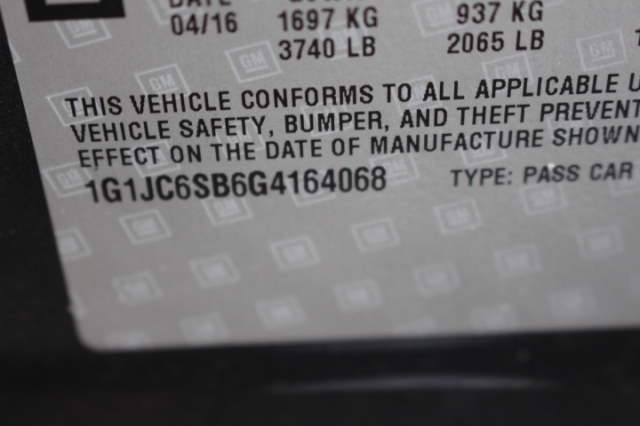 DATE
04/16 1697 KG 937 KG
3740 LB 2065 LB
THIS VEHICLE CONFORMS TO ALL APPLICABLE
VEHICLE SAFETY, BUMPER, AND THEFT PREVENT
EFFECT ON THE DATE OF MANUFACTURE SHOWN
1G1JC6SB6G4164068 TYPE: PASS CAR